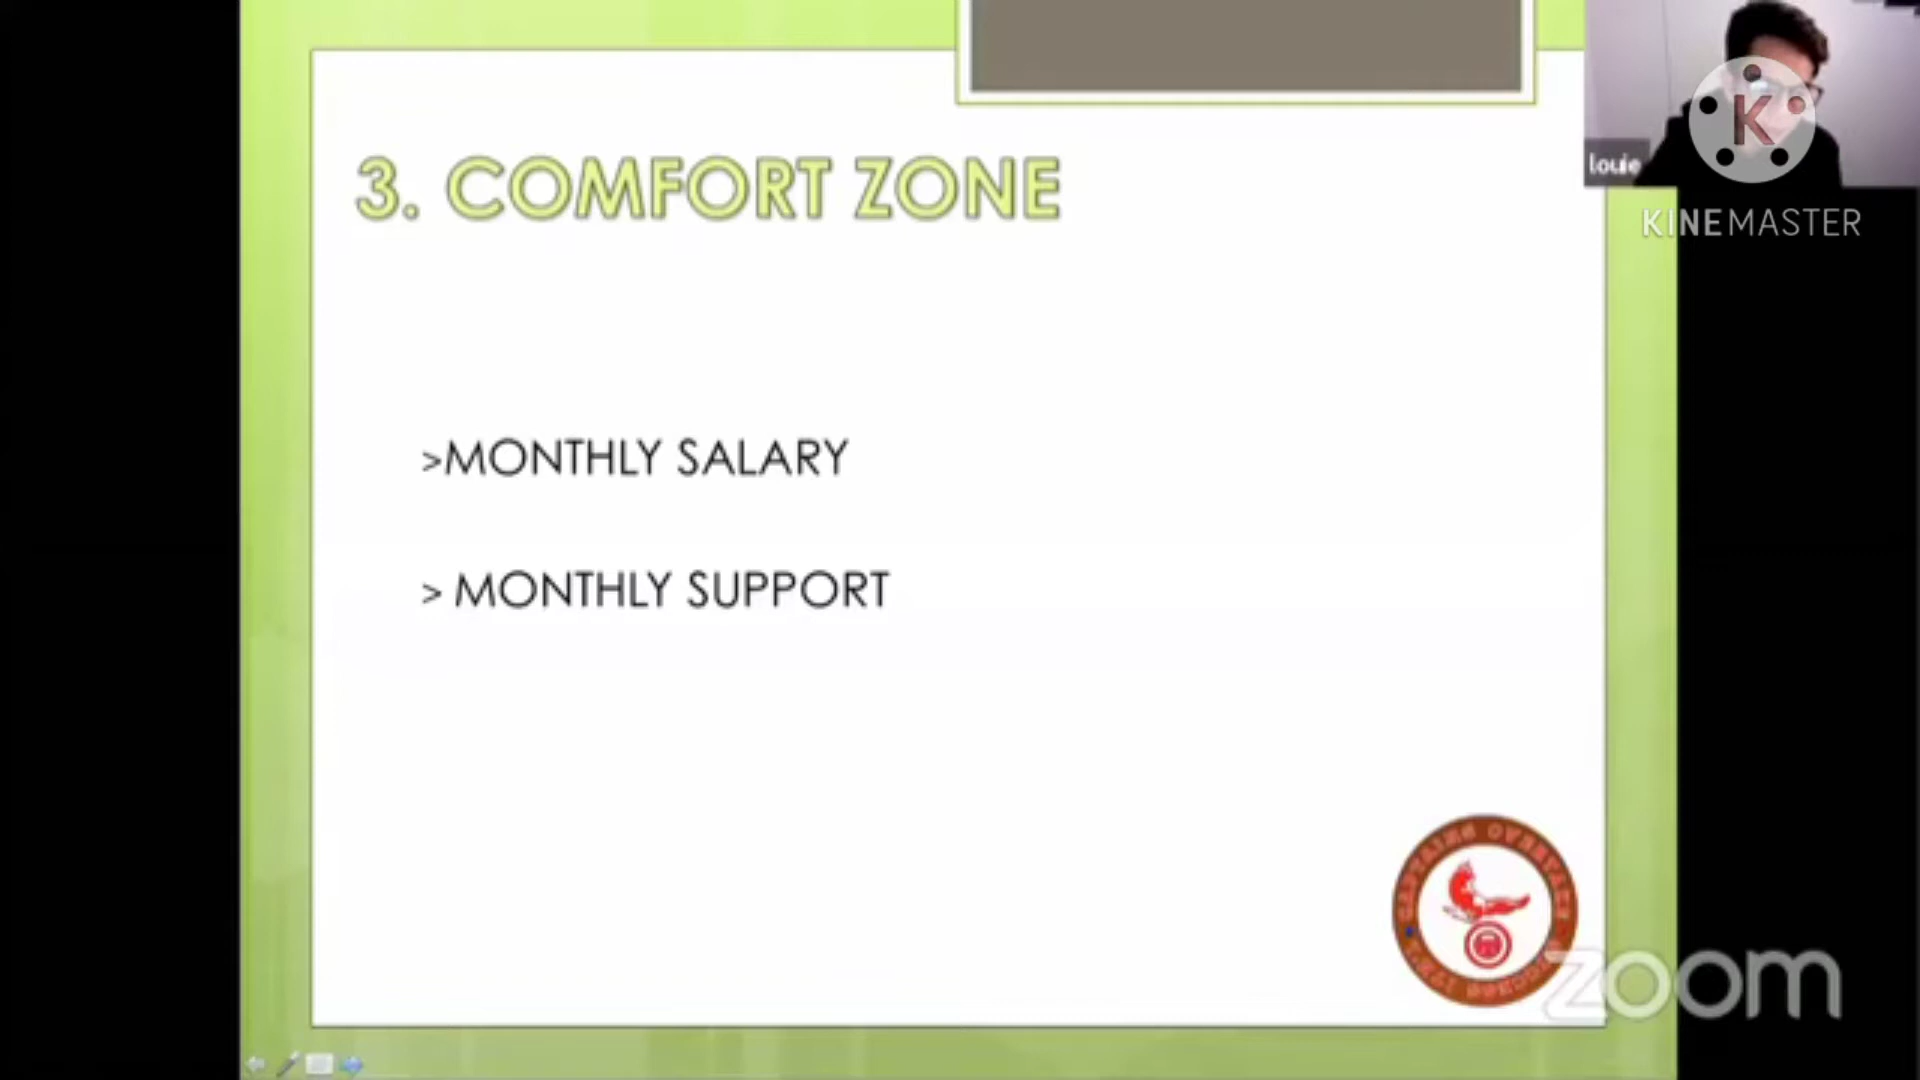 3. COMFORT ZONE
louie
K
KINEMASTER
>MONTHLY SALARY
> MONTHLY SUPPORT
zoom